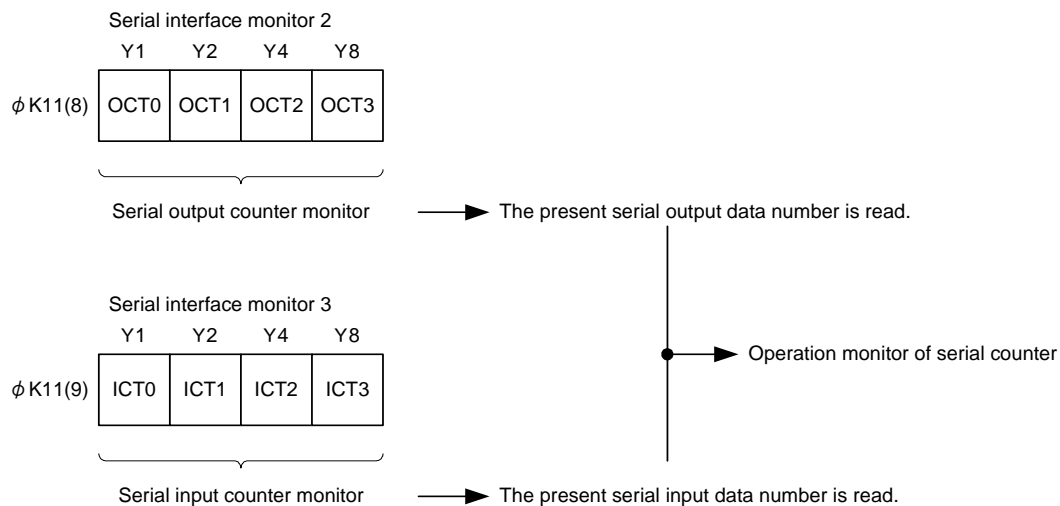 Serial interface monitor 2
Y1 Y2 Y4 Y8
ϕK11(8) OCT0 OCT1 OCT2 OCT3
Serial output counter monitor
The present serial output data number is read.
Serial interface monitor 3
Y1 Y2 Y4 Y8
Operation monitor of serial counter
ϕK11(9) ICT0 ICT1 ICT2 ICT3
Serial input counter monitor
The present serial input data number is read.